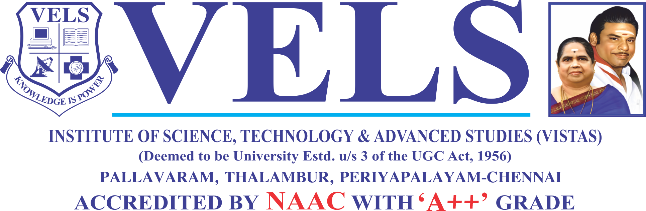 VELS
KNOWLEDGE IS POWER
VELS
INSTITUTE OF SCIENCE, TECHNOLOGY & ADVANCED STUDIES (VISTAS)
(Deemed to be University Estd. u/s 3 of the UGC Act, 1956)
PALLAVARAM, THALAMBUR, PERIYAPALAYAM-CHENNAI
ACCREDITED BY NAAC WITH ‘A++’ GRADE